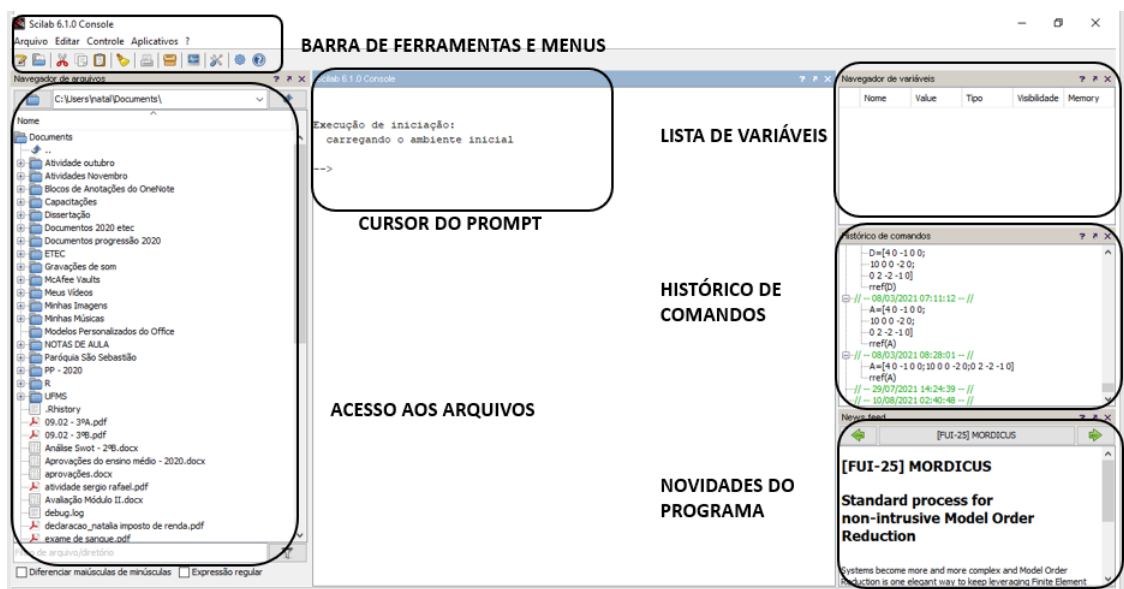 Scilab 6.1.0 Console
Arquivo Editar Controle Aplicativos ?
BARRA DE FERRAMENTAS E MENUS
Navegador de arquivos
C:\Users\natal\Documents\
Nome
Documents
..
Atividade outubro
Atividades Novembro
Blocos de Anotações do OneNote
Capacitações
Dissertação
Documentos 2020 etec
Documentos progressão 2020
ETEC
Gravações de som
McAfee Vaults
Meus Vídeos
Minhas Imagens
Minhas Músicas
Modelos Personalizados do Office
NOTAS DE AULA
Paróquia São Sebastião
PP - 2020
R
UFMS
.Rhistory
09.02 - 3ªA.pdf
09.02 - 3ªB.pdf
Análise Swot - 2ºB.docx
Aprovações do ensino médio - 2020.docx
aprovações.docx
atividade sergio rafael.pdf
Avaliação Módulo II.docx
debug.log
declaracao_natalia imposto de renda.pdf
exame de sangue.pdf
Filtro de arquivo/diretório
Diferenciar maiúsculas de minúsculas Expressão regular
ACESSO AOS ARQUIVOS
Scilab 6.1.0 Console
Execução de iniciação:
carregando o ambiente inicial
-->
CURSOR DO PROMPT
LISTA DE VARIÁVEIS
Navegador de variáveis
Nome Value Tipo Visibilidade Memory
HISTÓRICO DE
COMANDOS
Histórico de comandos
D=[4 0 -1 0 0;
10 0 0 -2 0;
0 2 -2 -1 0]
rref(D)
// -- 08/03/2021 07:11:12 -- //
A=[4 0 -1 0 0;
10 0 0 -2 0;
0 2 -2 -1 0]
rref(A)
// -- 08/03/2021 08:28:01 -- //
A=[4 0 -1 0 0;10 0 0 -2 0;0 2 -2 -1 0]
rref(A)
// -- 29/07/2021 14:24:39 -- //
// -- 10/08/2021 02:40:48 -- //
NOVIDADES DO
PROGRAMA
News feed
[FUI-25] MORDICUS
[FUI-25] MORDICUS
Standard process for
non-intrusive Model Order
Reduction
Systems become more and more complex and Model Order
Reduction is one elegant way to keep leveraging Finite Element